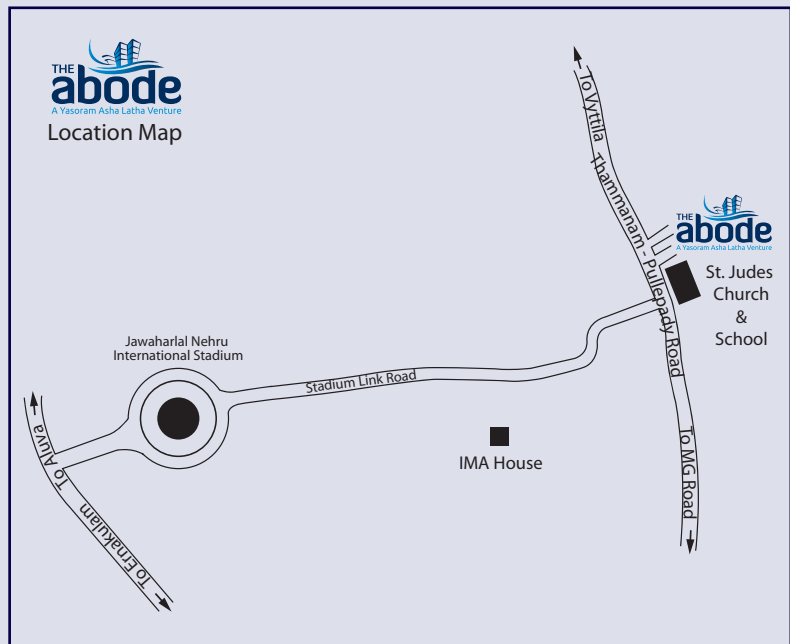 THE
abode
A Yasoram Asha Latha Venture
Location Map
To Vyttila
Thammanam - Pullepady Road
THE
abode
A Yasoram Asha Latha Venture
St. Judes
Church
&
School
Jawaharlal Nehru
International Stadium
Stadium Link Road
To Aluva
IMA House
To MG Road
To Ernakulam